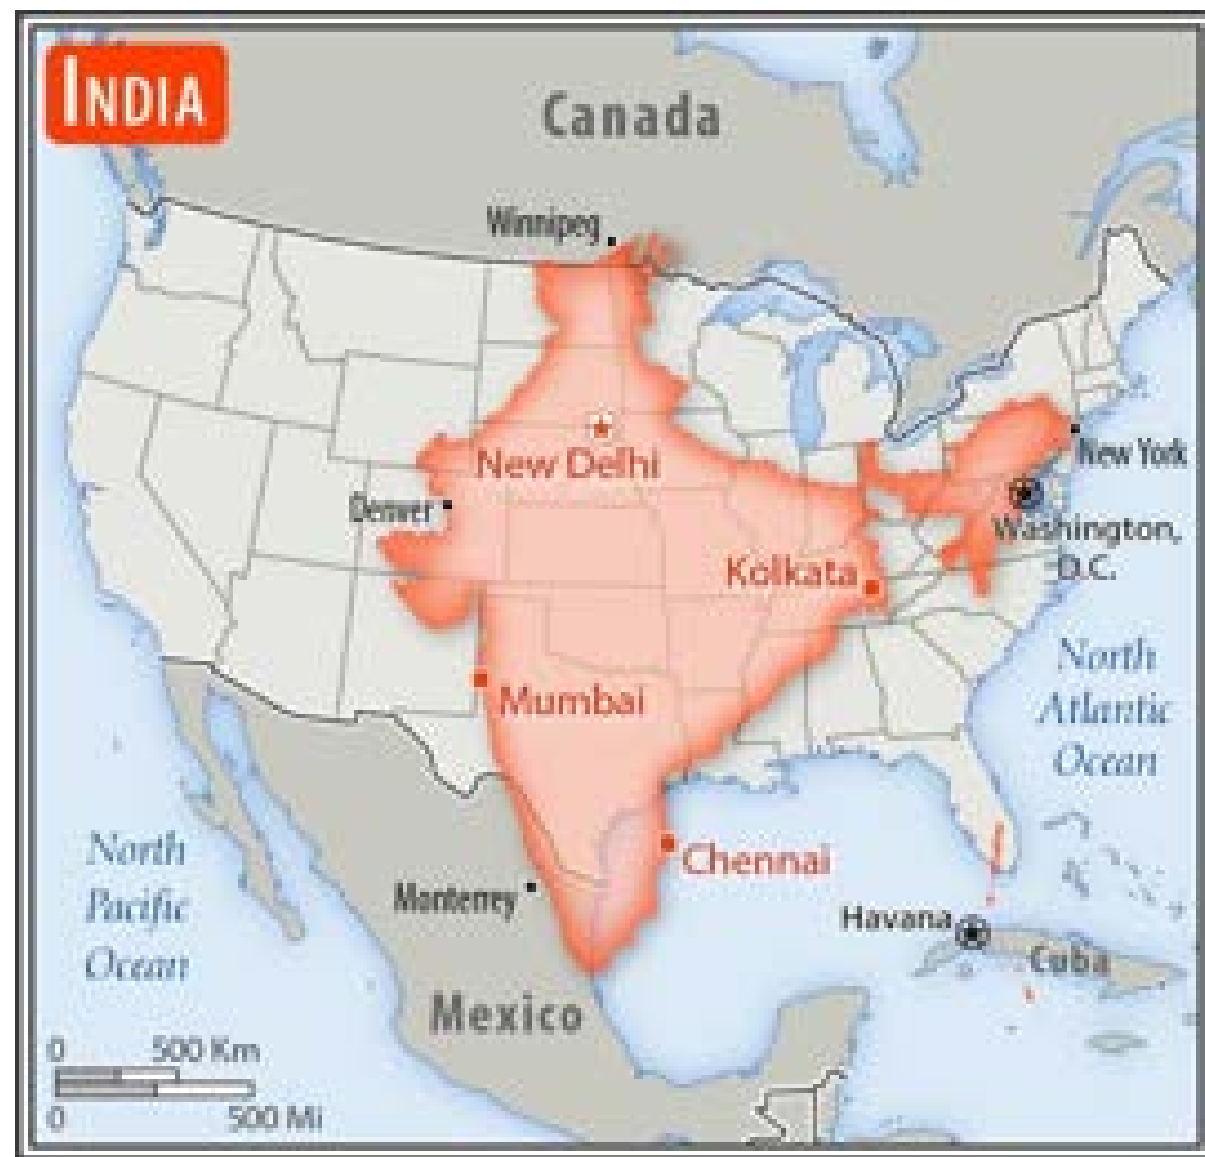 INDIA
Canada
Winnipeg
New Delhi
New York
Denver
Washington,
D.C.
Kolkata
North
Atlantic
Ocean
Mumbai
North
Pacific
Ocean
Chennai
Monterrey
Havana
Cuba
Mexico
0 500 Km
0 500 Mi